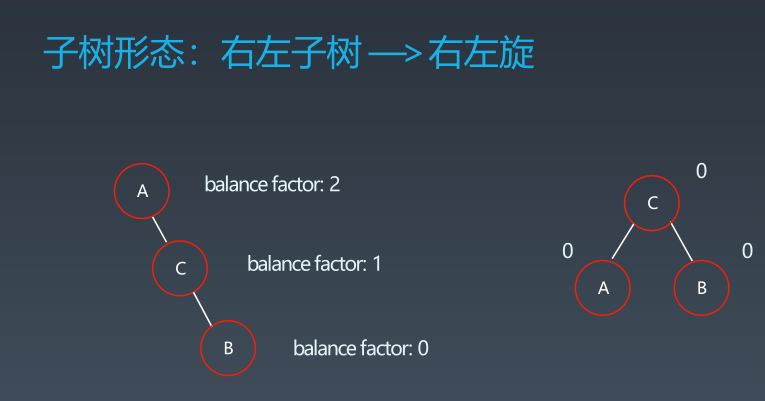 子树形态：右左子树 —> 右左旋
0
A
balance factor: 2
C
0
0
C
balance factor: 1
A
B
B
balance factor: 0